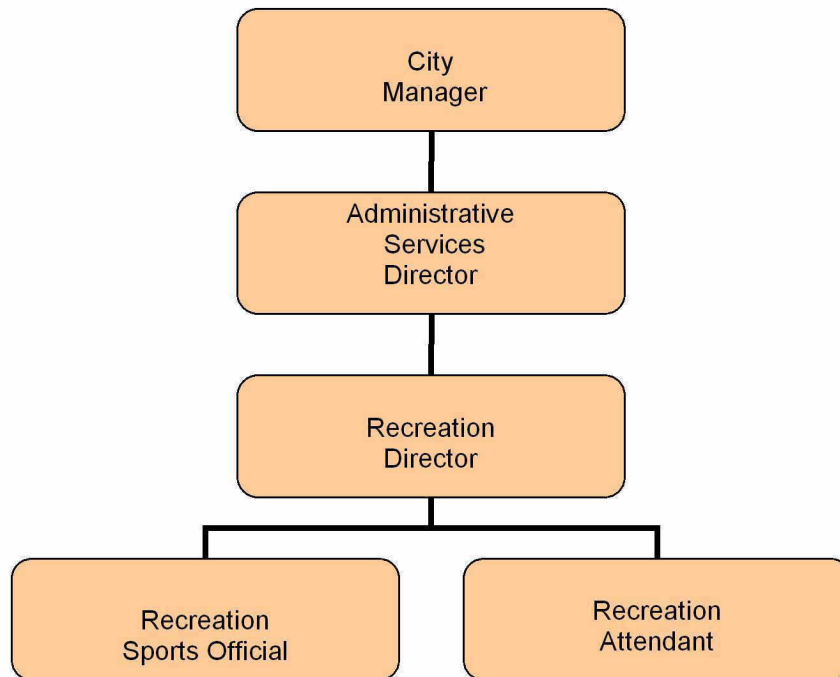 City
Manager
Administrative
Services
Director
Recreation
Director
Recreation
Sports Official
Recreation
Attendant